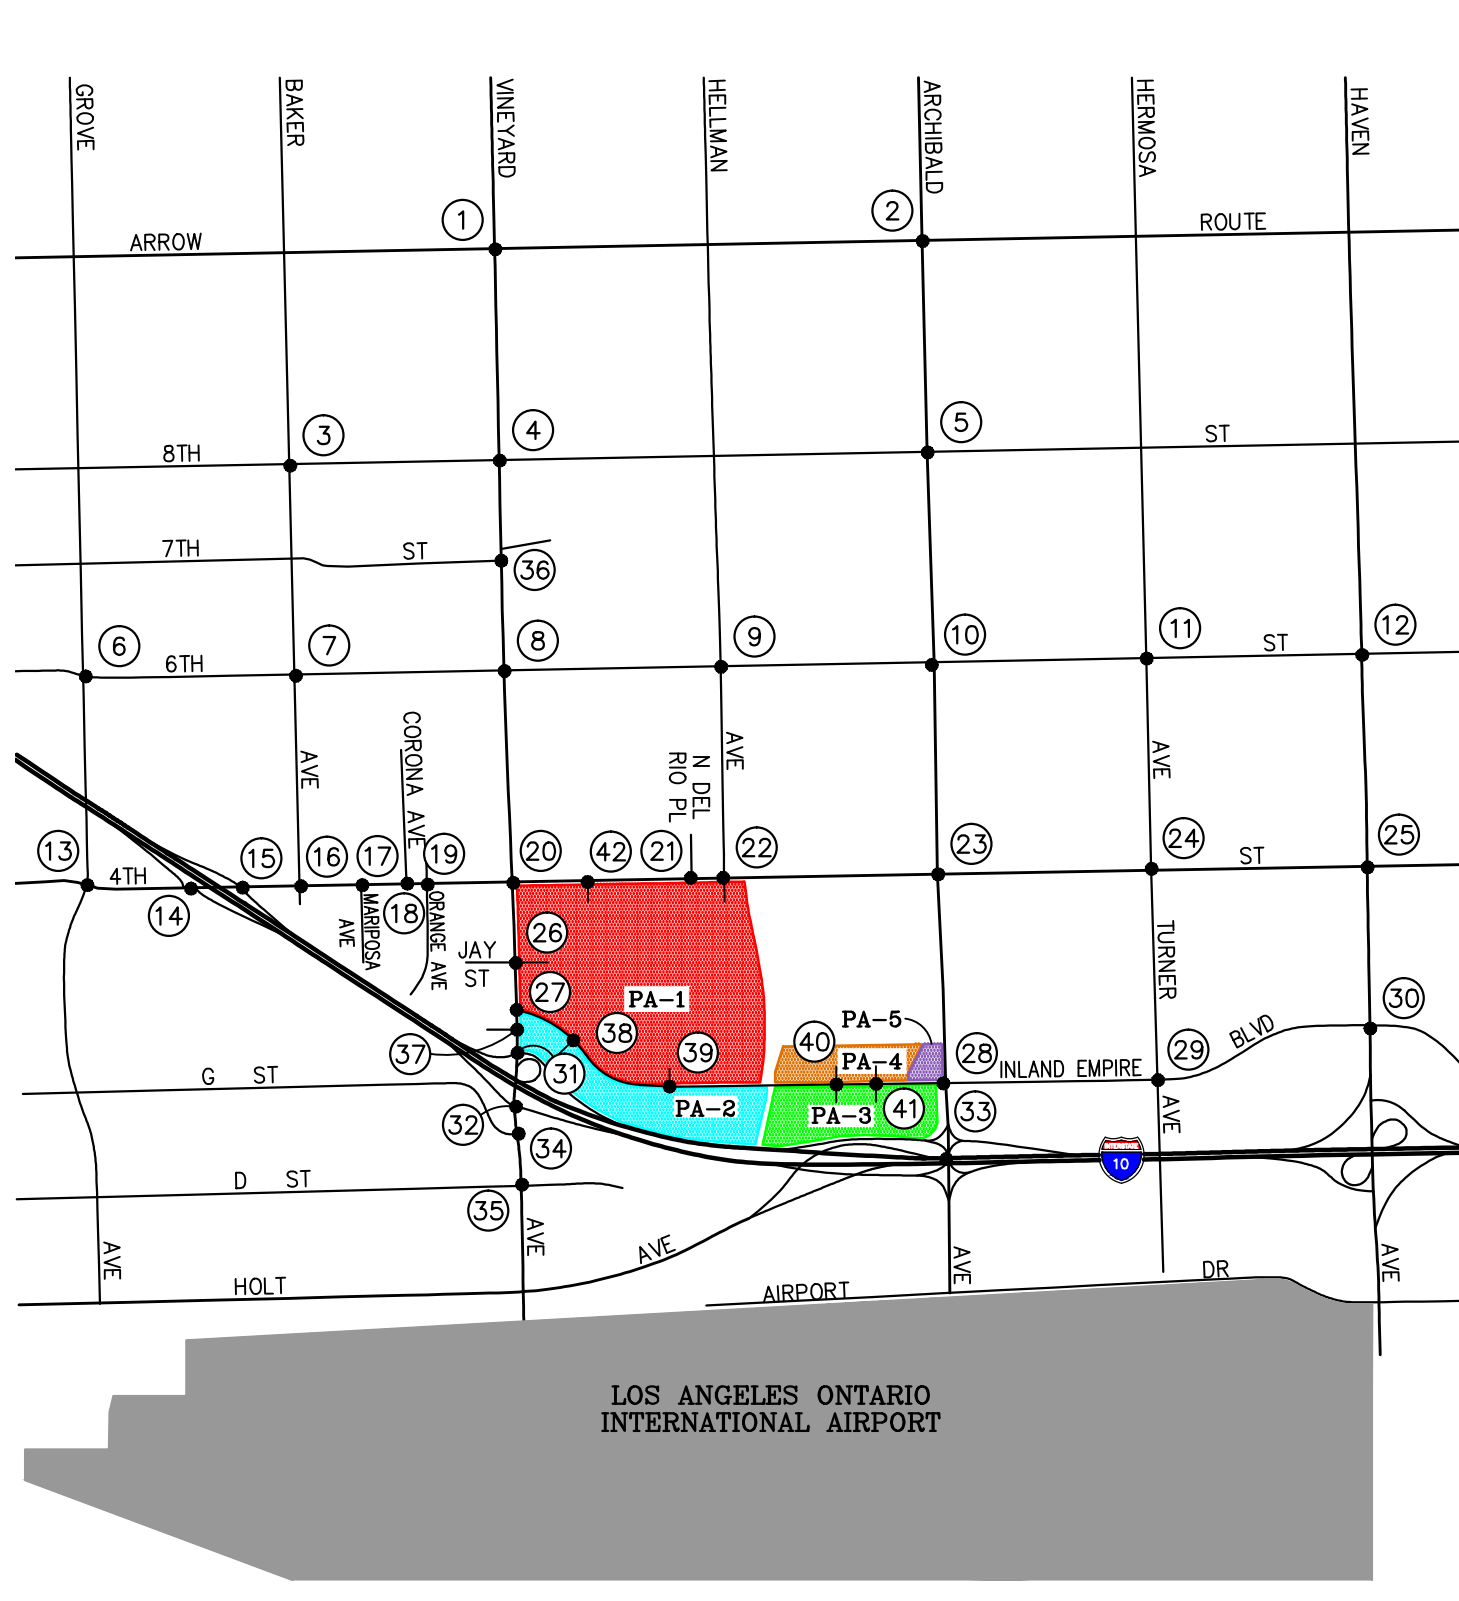 GROVE
BAKER
VINEYARD
HELLMAN
ARCHIBALD
HERMOSA
HAVEN
1
2
ARROW
ROUTE
3
4
5
8TH
ST
7TH
ST
36
6
7
8
9
10
11
12
6TH
ST
CORONA AVE
AVE
N DEL
RIO PL
AVE
AVE
13
15
16
17
19
20
42
21
22
23
24
25
4TH
ST
14
18
MARIPOSA
AVE
ORANGE AVE
26
JAY
ST
27
TURNER
PA-1
38
39
40
PA-5
PA-4
28
30
37
31
INLAND EMPIRE
29
BLVD
G ST
PA-2
PA-3
41
33
32
34
AVE
INTERSTATE
10
D ST
35
AVE
AVE
AVE
AVE
AVE
HOLT
AIRPORT
DR
LOS ANGELES ONTARIO
INTERNATIONAL AIRPORT